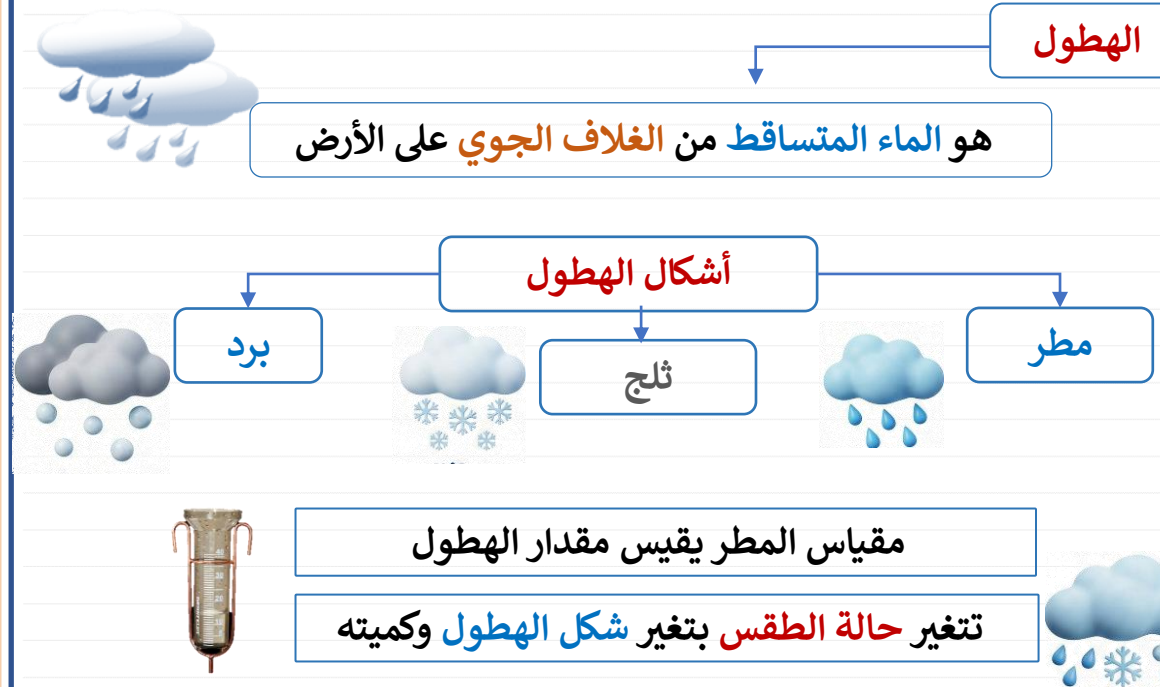 الهطول
هو الماء المتساقط من الغلاف الجوي على الأرض
أشكال الهطول
مطر
ثلج
برد
مقياس المطر يقيس مقدار الهطول
تتغير حالة الطقس بتغير شكل الهطول وكميته